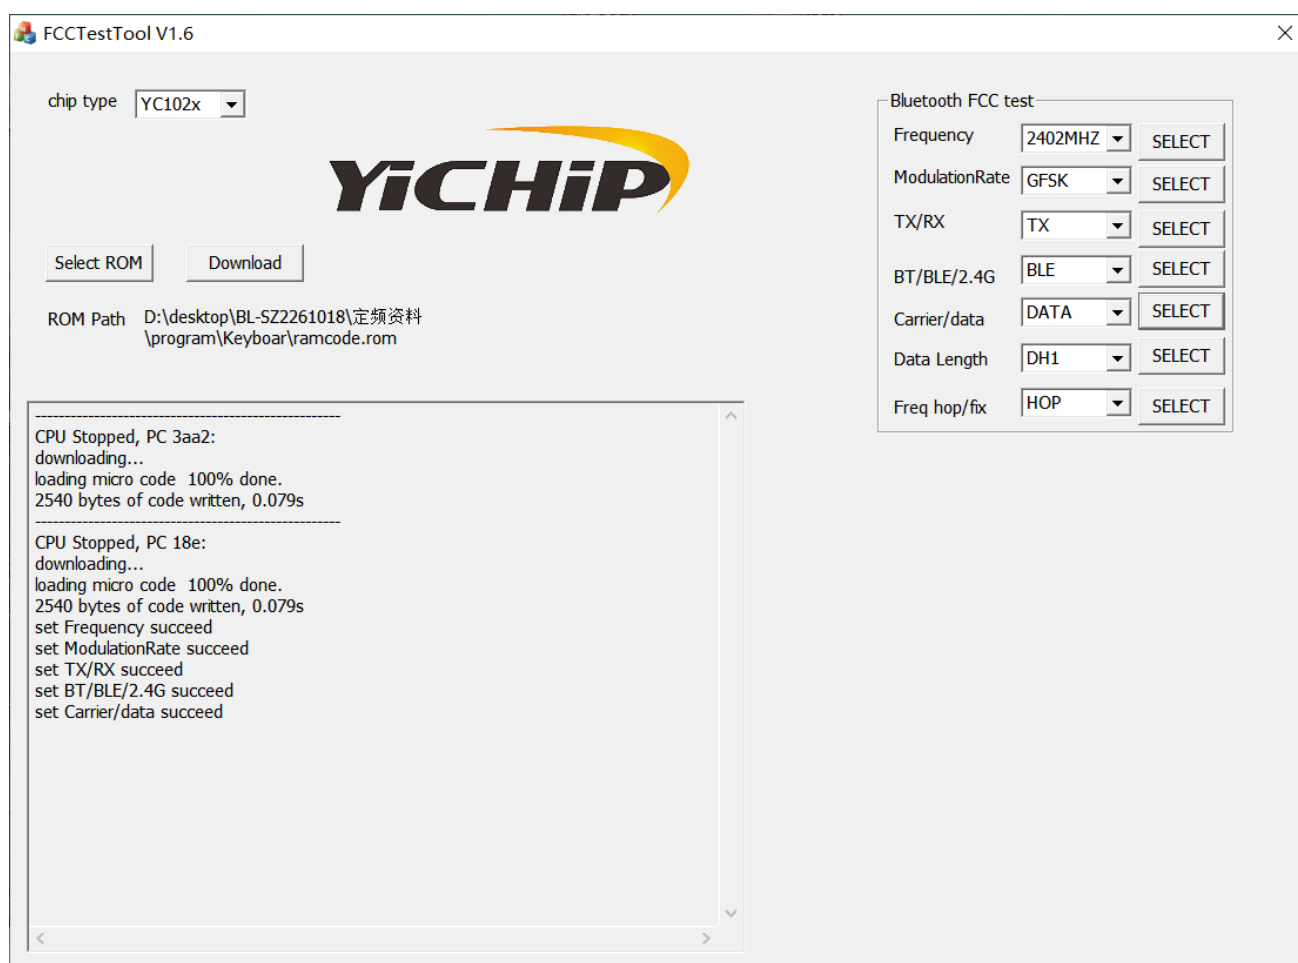 FCCTestTool V1.6
chip type YC102x
YiCHiP
Select ROM Download
ROM Path D:\desktop\BL-SZ2261018\定频资料
\program\Keyboar\ramcode.rom
Bluetooth FCC test
Frequency 2402MHZ SELECT
ModulationRate GFSK SELECT
TX/RX TX SELECT
BT/BLE/2.4G BLE SELECT
Carrier/data DATA SELECT
Data Length DH1 SELECT
Freq hop/fix HOP SELECT
----------------------------------------------------
CPU Stopped, PC 3aa2:
downloading...
loading micro code  100% done.
2540 bytes of code written, 0.079s
----------------------------------------------------
CPU Stopped, PC 18e:
downloading...
loading micro code  100% done.
2540 bytes of code written, 0.079s
set Frequency succeed
set ModulationRate succeed
set TX/RX succeed
set BT/BLE/2.4G succeed
set Carrier/data succeed